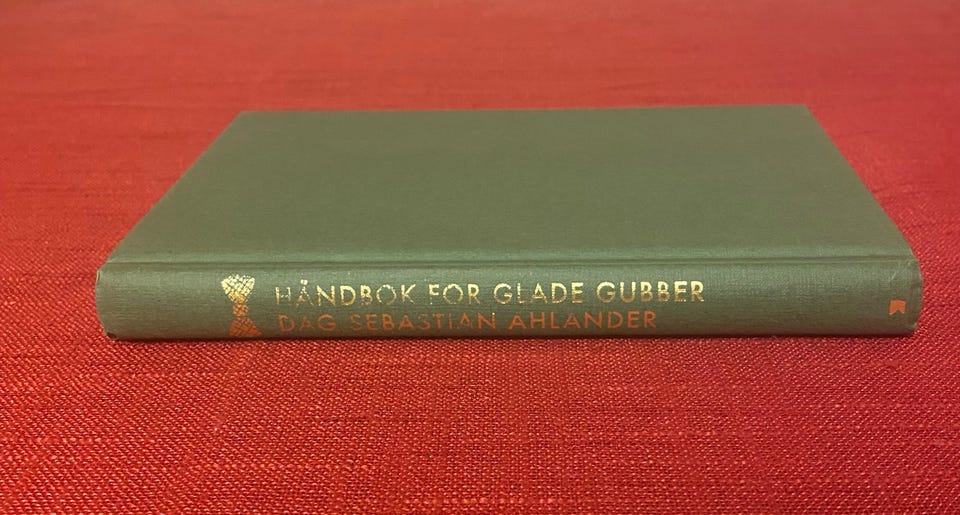 HÅNDBOK FOR GLADE GUBBER
DAG SEBASTIAN AHLANDER